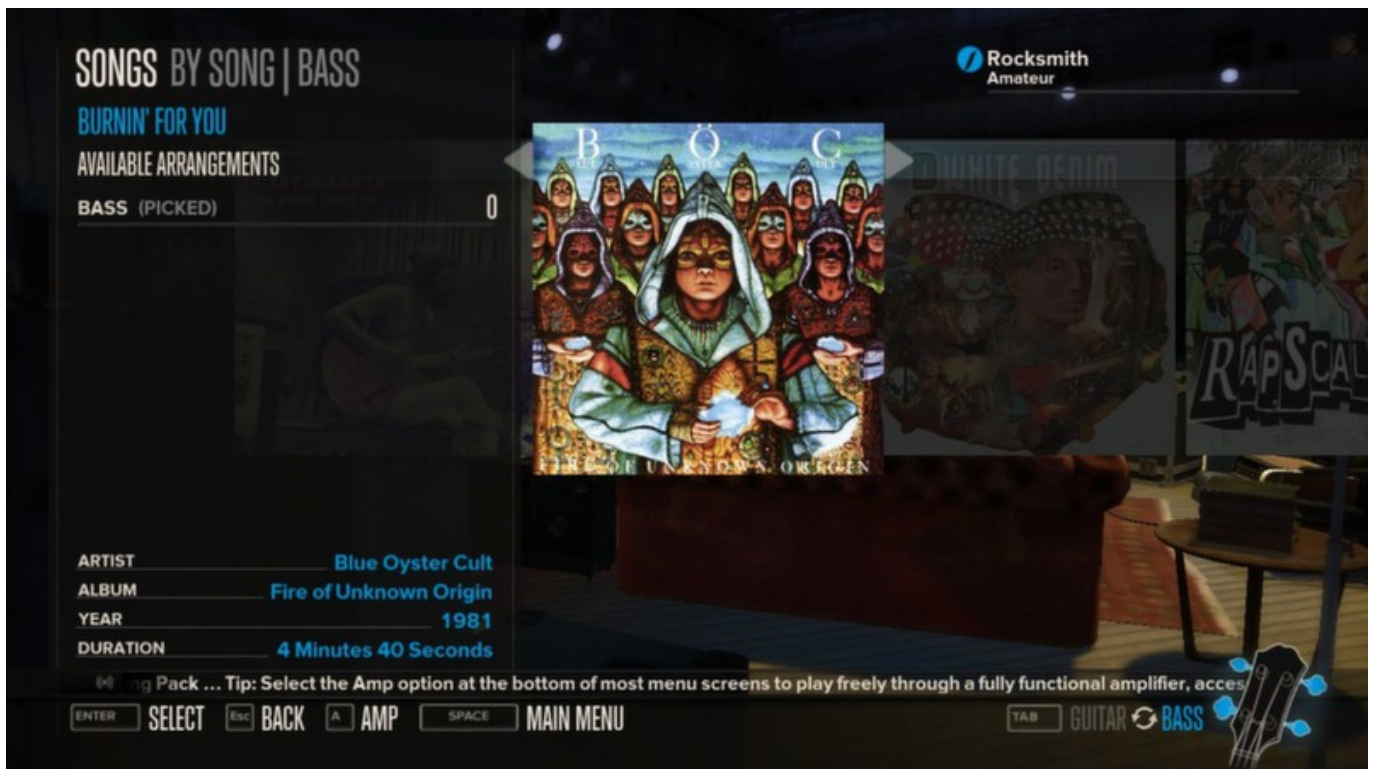 SONGS BY SONG | BASS
BURNIN' FOR YOU
AVAILABLE ARRANGEMENTS
BASS (PICKED) 0
Rocksmith
Amateur
B Ö C
FIRE OF UNKNOWN ORIGIN
WHITE DENIM
RAPSCAL
ARTIST Blue Oyster Cult
ALBUM Fire of Unknown Origin
YEAR 1981
DURATION 4 Minutes 40 Seconds
ng Pack ... Tip: Select the Amp option at the bottom of most menu screens to play freely through a fully functional amplifier, acces
ENTER SELECT Esc BACK A AMP SPACE MAIN MENU
TAB GUITAR BASS